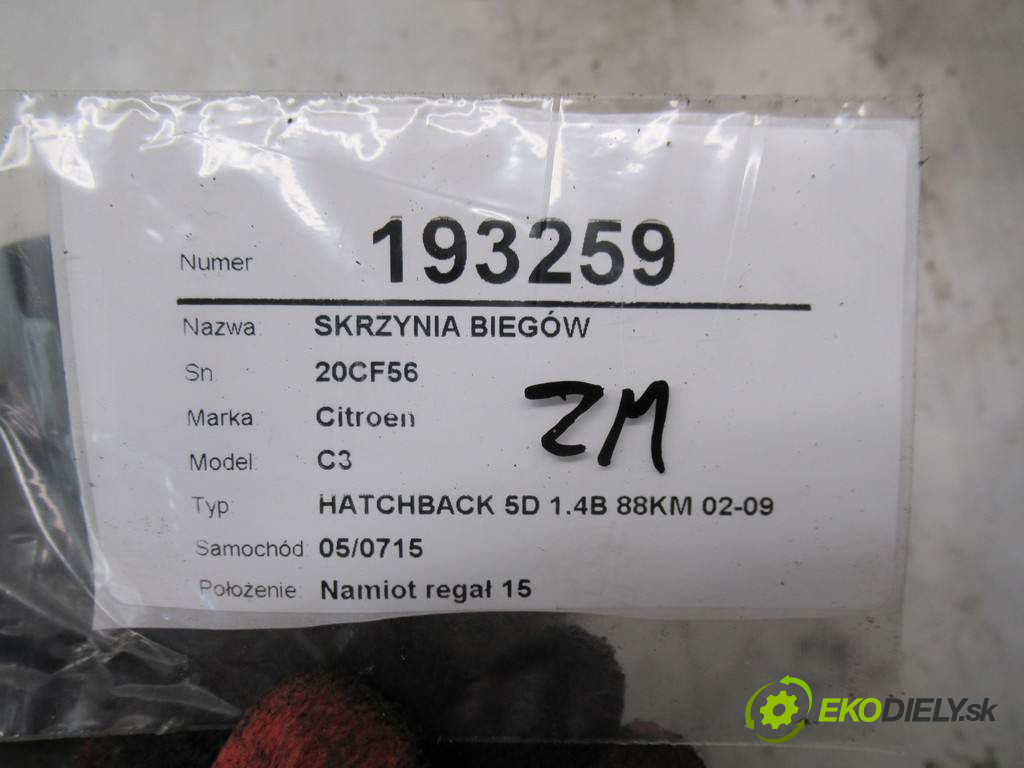 Numer 193259
Nazwa: SKRZYNIA BIEGÓW
Sn: 20CF56
Marka: Citroen
Model: C3
Typ: HATCHBACK 5D 1.4B 88KM 02-09
Samochód: 05/0715
Położenie: Namiot regał 15
ZM
EKODIELY.sk